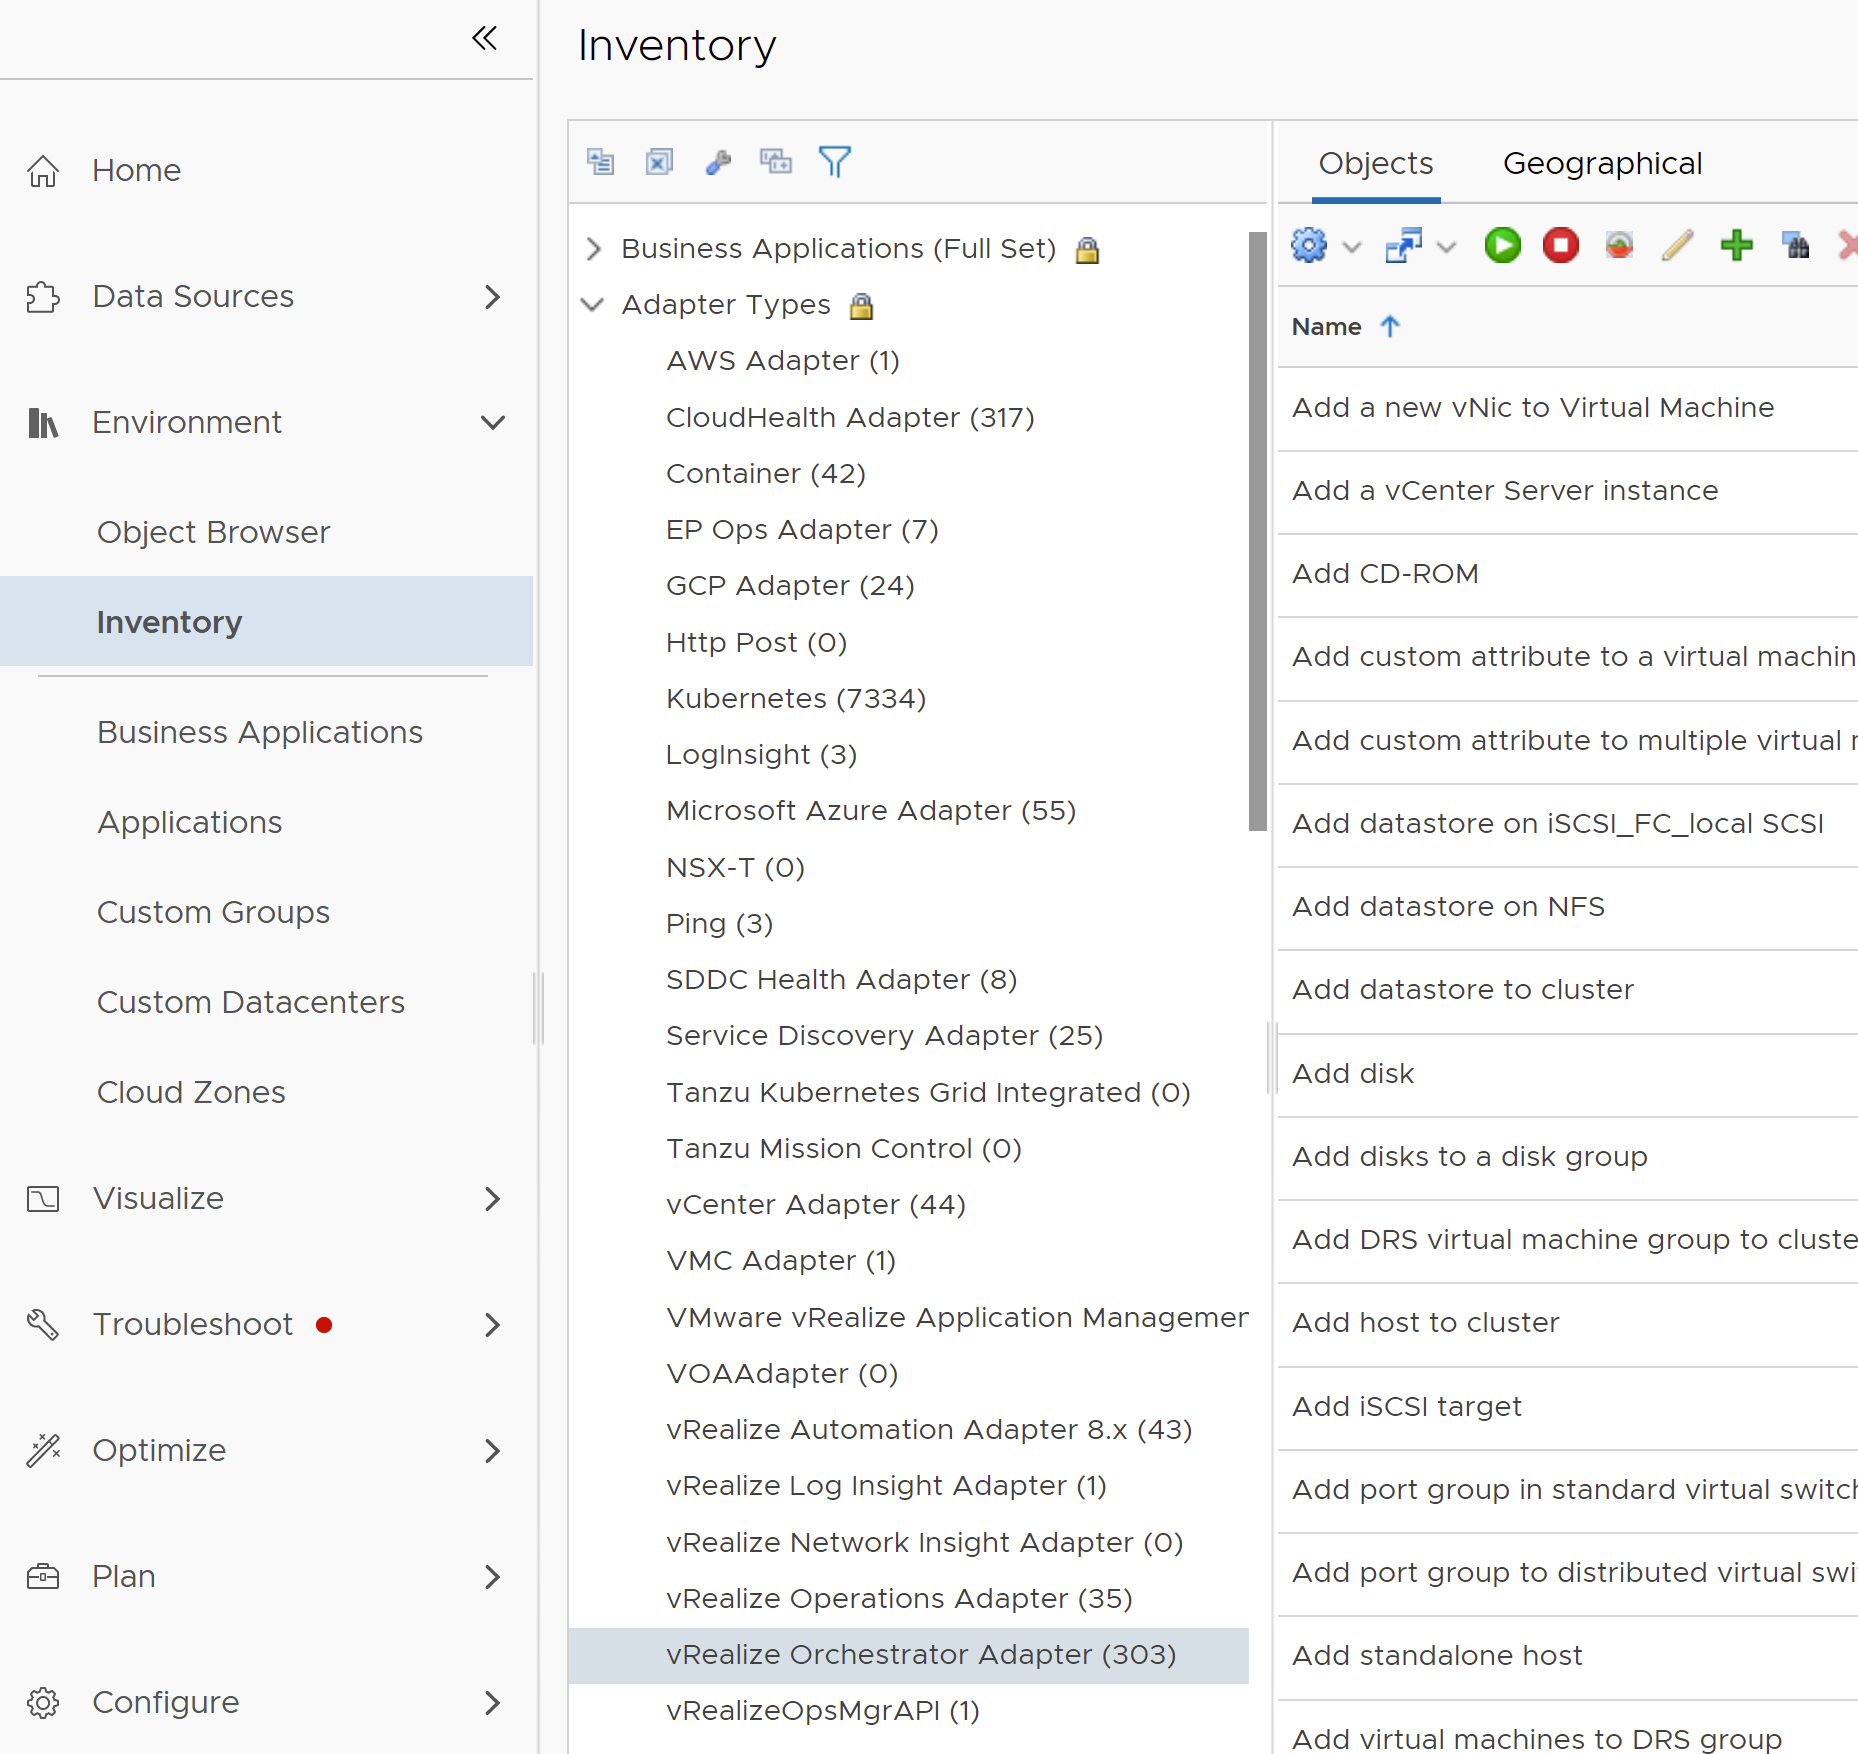 Inventory
Home
Data Sources
Environment
Object Browser
Inventory
Business Applications
Applications
Custom Groups
Custom Datacenters
Cloud Zones
Visualize
Troubleshoot
Optimize
Plan
Configure
Business Applications (Full Set)
Adapter Types
AWS Adapter (1)
CloudHealth Adapter (317)
Container (42)
EP Ops Adapter (7)
GCP Adapter (24)
Http Post (0)
Kubernetes (7334)
LogInsight (3)
Microsoft Azure Adapter (55)
NSX-T (0)
Ping (3)
SDDC Health Adapter (8)
Service Discovery Adapter (25)
Tanzu Kubernetes Grid Integrated (0)
Tanzu Mission Control (0)
vCenter Adapter (44)
VMC Adapter (1)
VMware vRealize Application Managemen
VOAAdapter (0)
vRealize Automation Adapter 8.x (43)
vRealize Log Insight Adapter (1)
vRealize Network Insight Adapter (0)
vRealize Operations Adapter (35)
vRealize Orchestrator Adapter (303)
vRealizeOpsMgrAPI (1)
Objects
Geographical
Name
Add a new vNic to Virtual Machine
Add a vCenter Server instance
Add CD-ROM
Add custom attribute to a virtual machin
Add custom attribute to multiple virtual
Add datastore on iSCSI_FC_local SCSI
Add datastore on NFS
Add datastore to cluster
Add disk
Add disks to a disk group
Add DRS virtual machine group to cluste
Add host to cluster
Add iSCSI target
Add port group in standard virtual switch
Add port group to distributed virtual swi
Add standalone host
Add virtual machines to DRS group